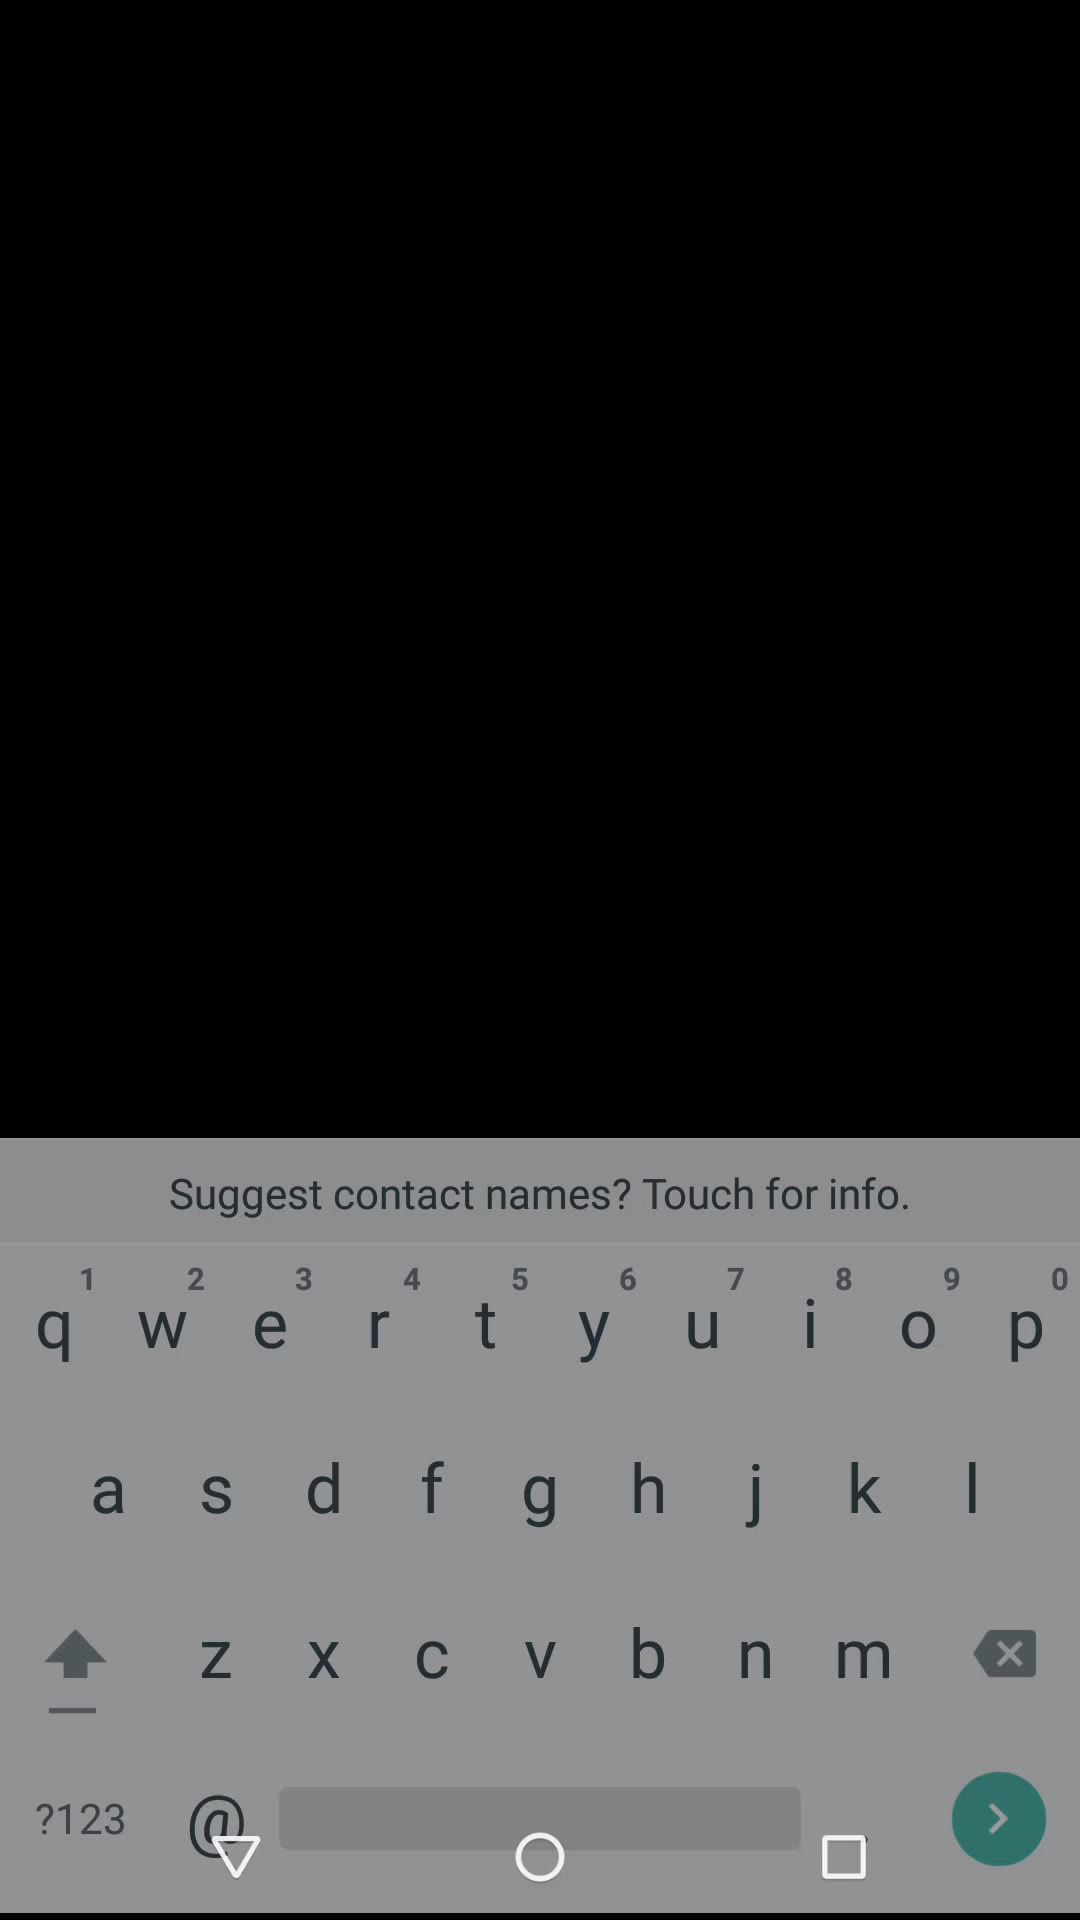 Suggest contact names? Touch for info.
1 2 3 4 5 6 7 8 9 0
q w e r t y u i o p
a s d f g h j k l
z x c v b n m
?123 @